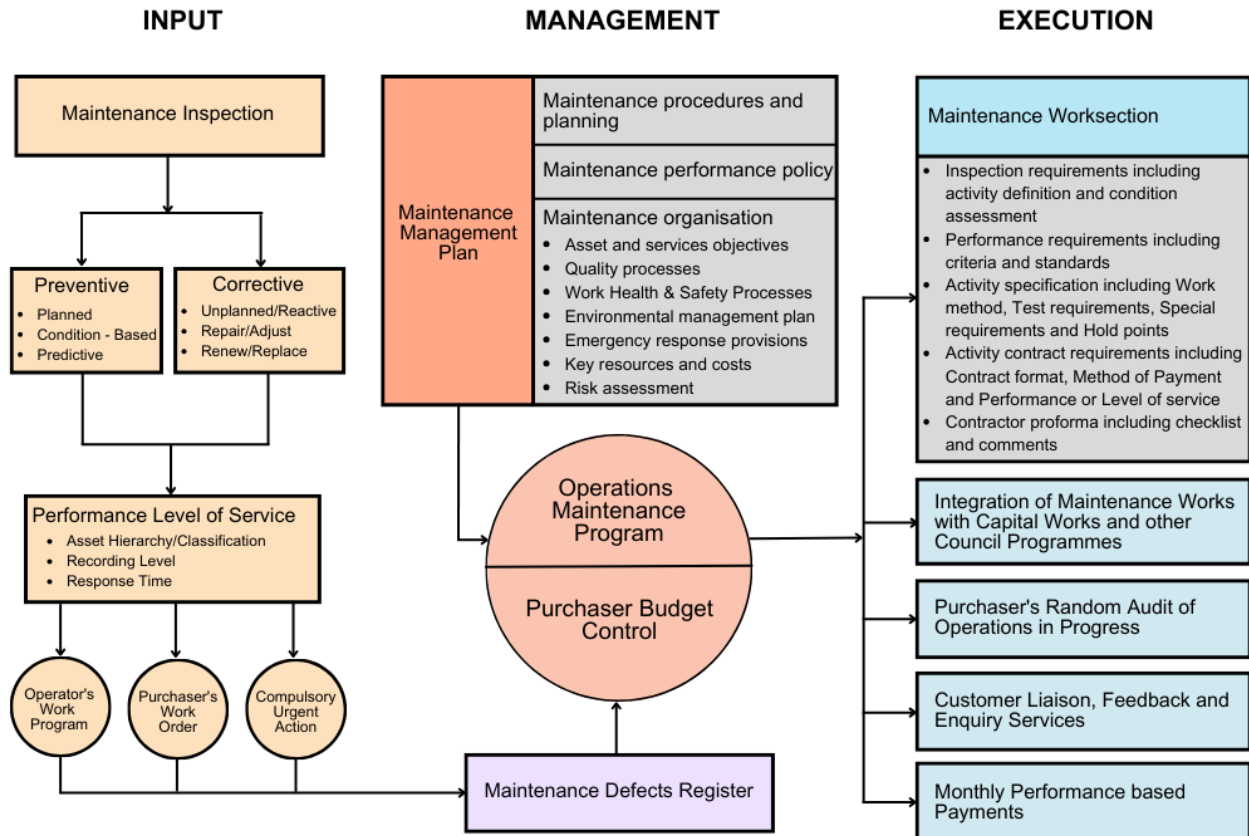 INPUT
MANAGEMENT
EXECUTION
Maintenance Inspection
Preventive
• Planned
• Condition - Based
• Predictive
Corrective
• Unplanned/Reactive
• Repair/Adjust
• Renew/Replace
Performance Level of Service
• Asset Hierarchy/Classification
• Recording Level
• Response Time
Operator's
Work
Program
Purchaser's
Work
Order
Compulsory
Urgent
Action
Maintenance
Management
Plan
Maintenance procedures and
planning
Maintenance performance policy
Maintenance organisation
• Asset and services objectives
• Quality processes
• Work Health & Safety Processes
• Environmental management plan
• Emergency response provisions
• Key resources and costs
• Risk assessment
Operations
Maintenance
Program
Purchaser Budget
Control
Maintenance Defects Register
Maintenance Worksection
• Inspection requirements including
activity definition and condition
assessment
• Performance requirements including
criteria and standards
• Activity specification including Work
method, Test requirements, Special
requirements and Hold points
• Activity contract requirements including
Contract format, Method of Payment
and Performance or Level of service
• Contractor proforma including checklist
and comments
Integration of Maintenance Works
with Capital Works and other
Council Programmes
Purchaser's Random Audit of
Operations in Progress
Customer Liaison, Feedback and
Enquiry Services
Monthly Performance based
Payments